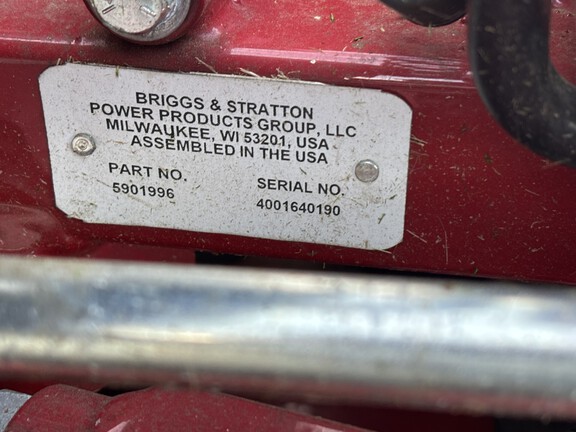 BRIGGS & STRATTON
POWER PRODUCTS GROUP, LLC
MILWAUKEE, WI 53201, USA
ASSEMBLED IN THE USA
PART NO. SERIAL NO.
5901996 4001640190